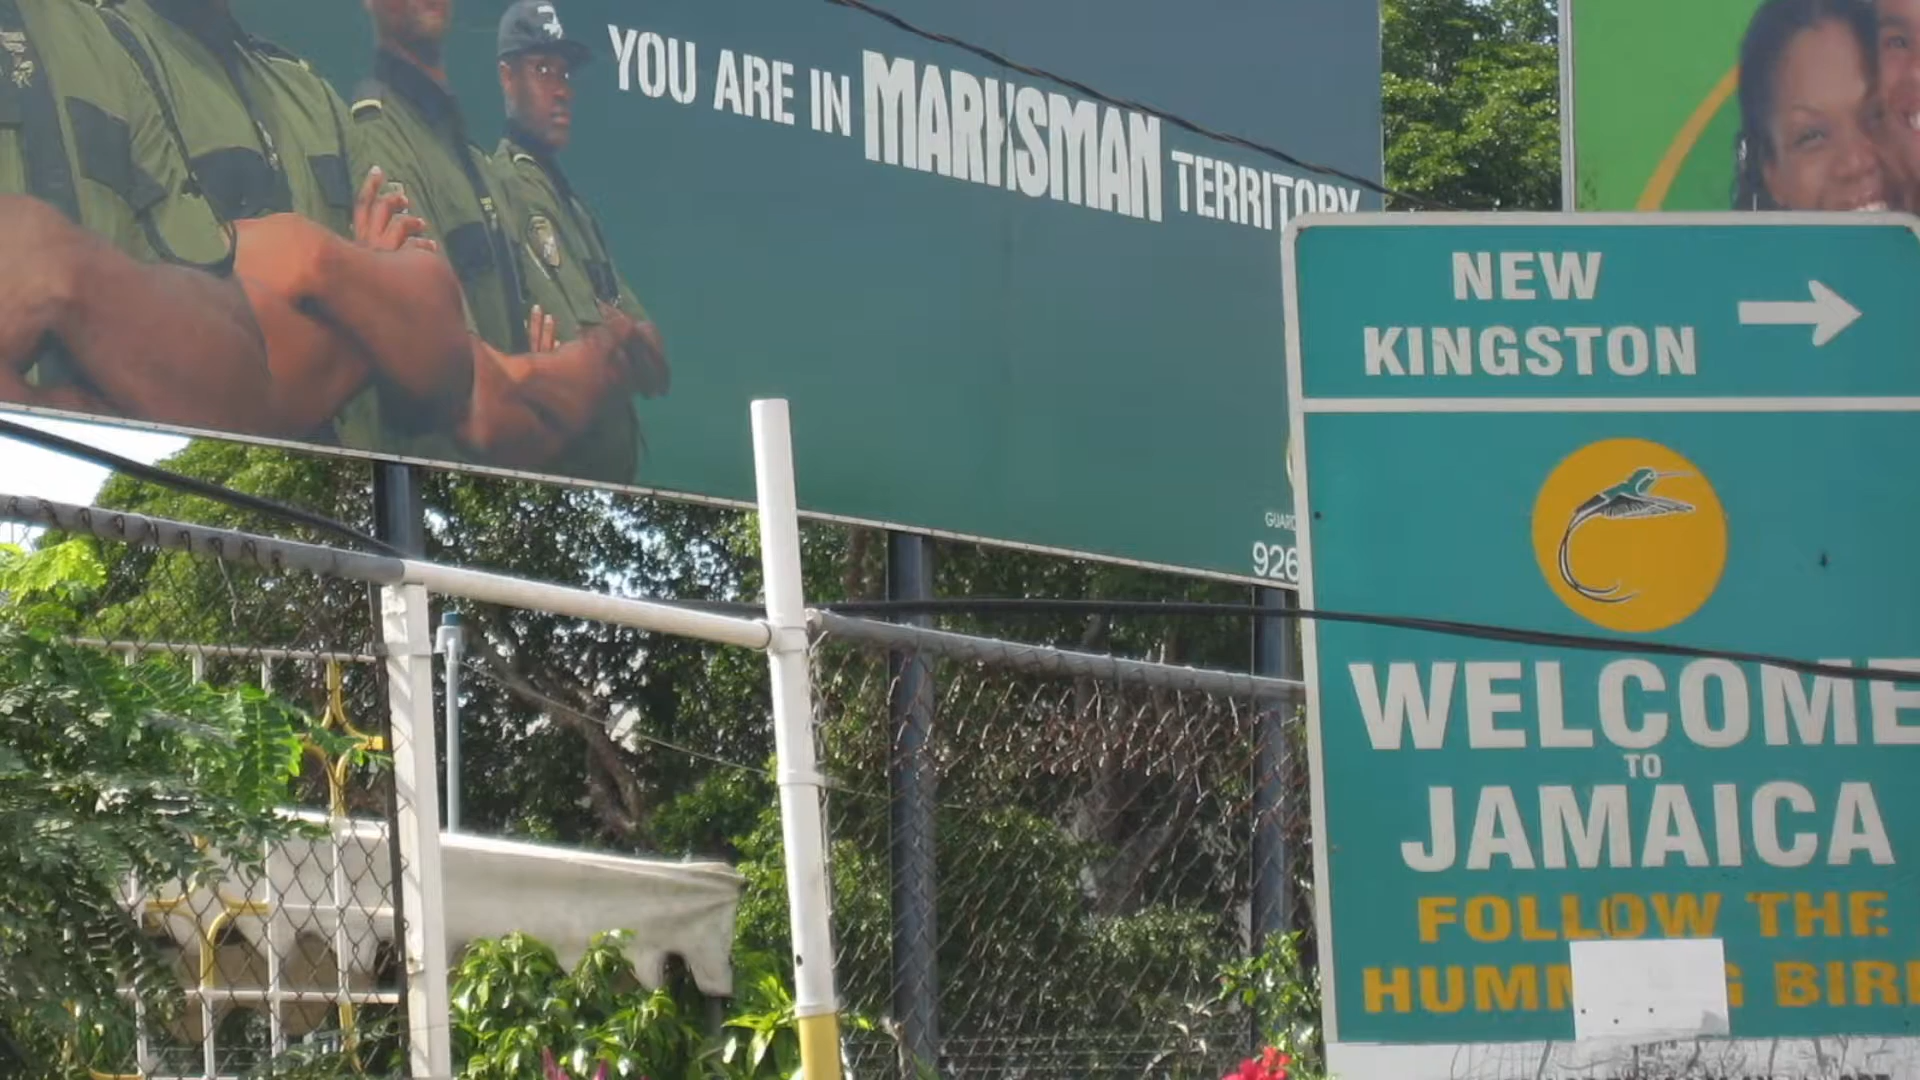 YOU ARE IN MARKSMAN TERRITORY
NEW
KINGSTON
926
WELCOME
TO
JAMAICA
FOLLOW THE